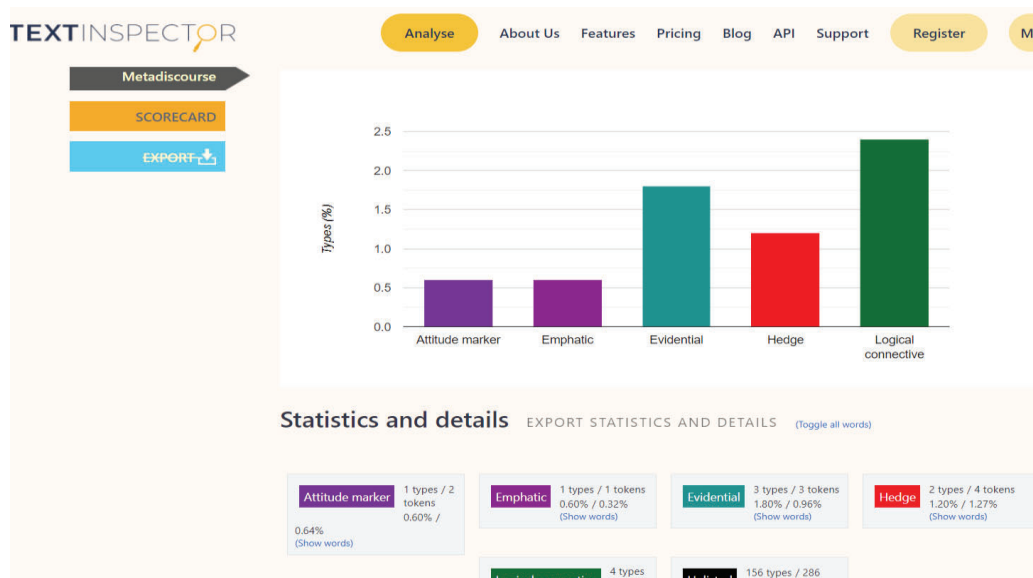 TEXTINSPECTOR
Analyse About Us Features Pricing Blog API Support Register M
Metadiscourse
SCORECARD
EXPORT
2.5
2.0
1.5
1.0
0.5
0.0
Types (%)
Attitude marker Emphatic Evidential Hedge Logical
connective
Statistics and details EXPORT STATISTICS AND DETAILS (Toggle all words)
Attitude marker 1 types / 2
tokens
0.60% /
0.64%
(Show words)
Emphatic 1 types / 1 tokens
0.60% / 0.32%
(Show words)
Evidential 3 types / 3 tokens
1.80% / 0.96%
(Show words)
Hedge 2 types / 4 tokens
1.20% / 1.27%
(Show words)
4 types
156 types / 286